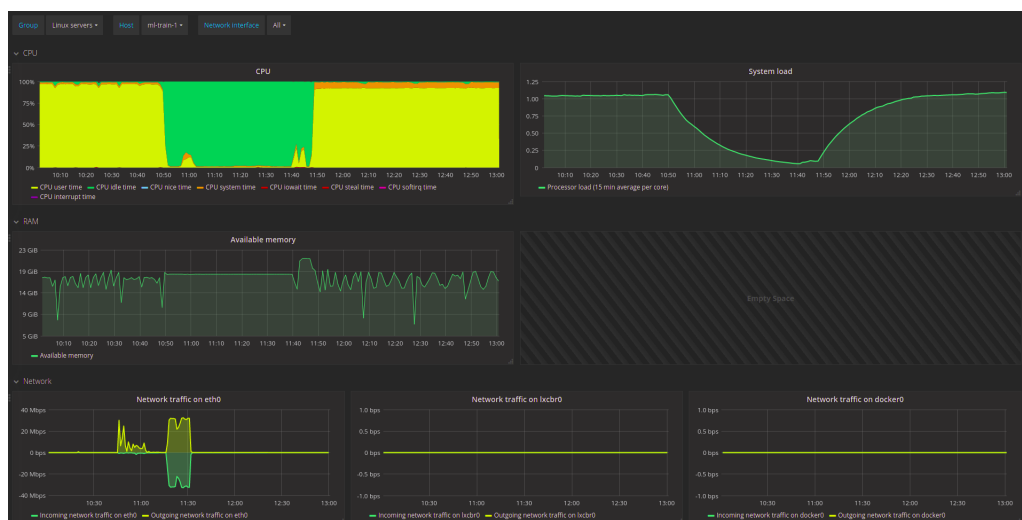 Group Linux servers Host ml-train-1 Network Interface All
CPU
CPU
100%
75%
50%
25%
0%
10:10 10:20 10:30 10:40 10:50 11:00 11:10 11:20 11:30 11:40 11:50 12:00 12:10 12:20 12:30 12:40 12:50 13:00
CPU user time CPU idle time CPU nice time CPU system time CPU iowait time CPU steal time CPU softirq time
CPU interrupt time
System load
1.25
1.00
0.75
0.50
0.25
0
10:10 10:20 10:30 10:40 10:50 11:00 11:10 11:20 11:30 11:40 11:50 12:00 12:10 12:20 12:30 12:40 12:50 13:00
Processor load (15 min average per core)
RAM
Available memory
23 GiB
19 GiB
14 GiB
9 GiB
5 GiB
10:10 10:20 10:30 10:40 10:50 11:00 11:10 11:20 11:30 11:40 11:50 12:00 12:10 12:20 12:30 12:40 12:50 13:00
Available memory
Empty Space
Network
Network traffic on eth0
40 Mbps
20 Mbps
0 bps
-20 Mbps
-40 Mbps
10:30 11:00 11:30 12:00 12:30 13:00
Incoming network traffic on eth0 Outgoing network traffic on eth0
Network traffic on lxcbr0
1.0 bps
0.5 bps
0 bps
-0.5 bps
-1.0 bps
10:30 11:00 11:30 12:00 12:30 13:00
Incoming network traffic on lxcbr0 Outgoing network traffic on lxcbr0
Network traffic on docker0
1.0 bps
0.5 bps
0 bps
-0.5 bps
-1.0 bps
10:30 11:00 11:30 12:00 12:30 13:00
Incoming network traffic on docker0 Outgoing network traffic on docker0